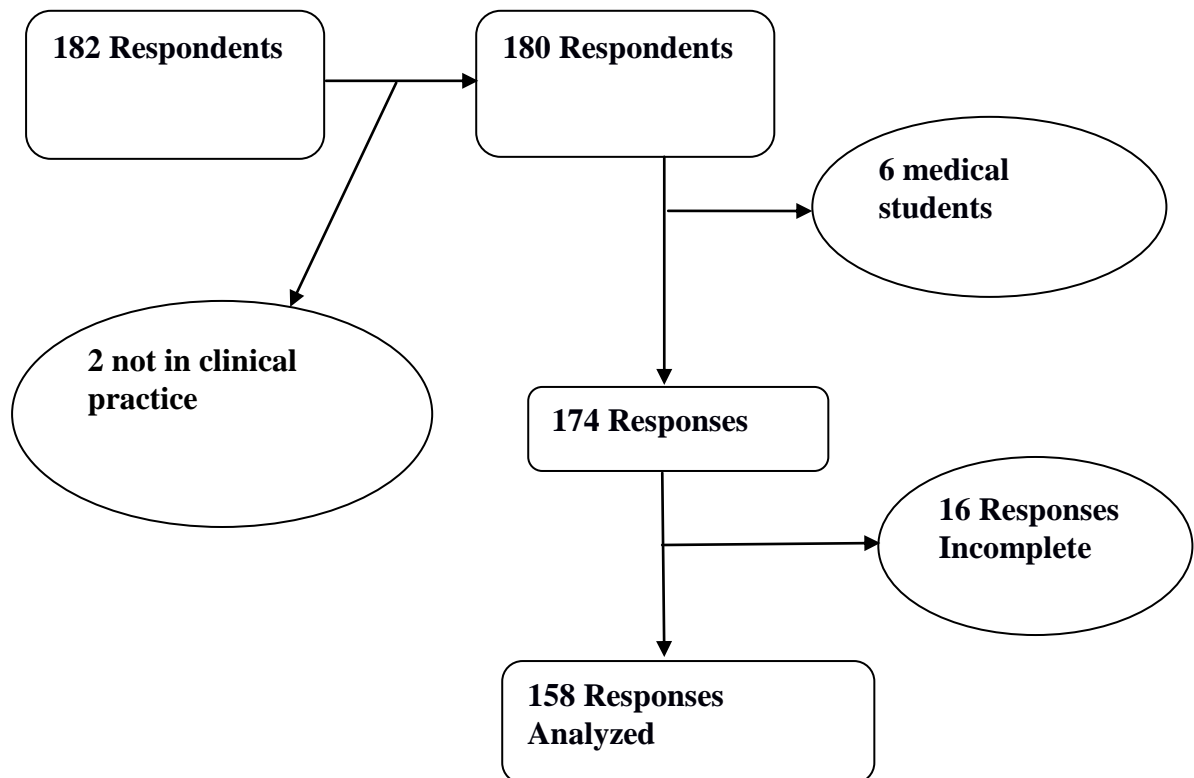 182 Respondents
180 Respondents
6 medical
students
2 not in clinical
practice
174 Responses
16 Responses
Incomplete
158 Responses
Analyzed